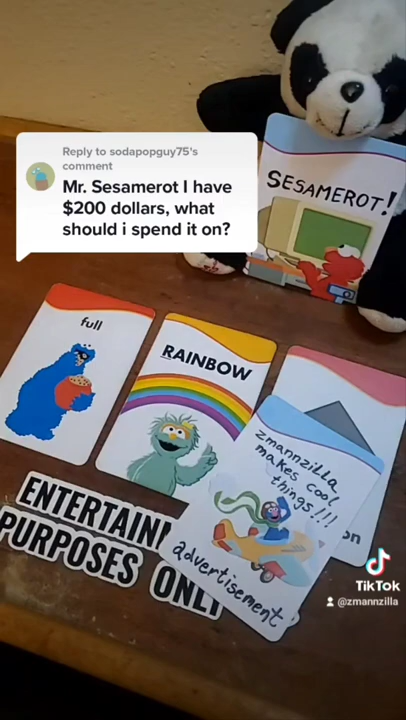 Reply to sodapopguy75's
comment
Mr. Sesamerot I have
$200 dollars, what
should i spend it on?
SESAMEROT!
full
RAINBOW
zmannzilla
makes cool
things!!!
advertisement
on
ENTERTAIN
PURPOSES ONLY
TikTok
@zmannzilla